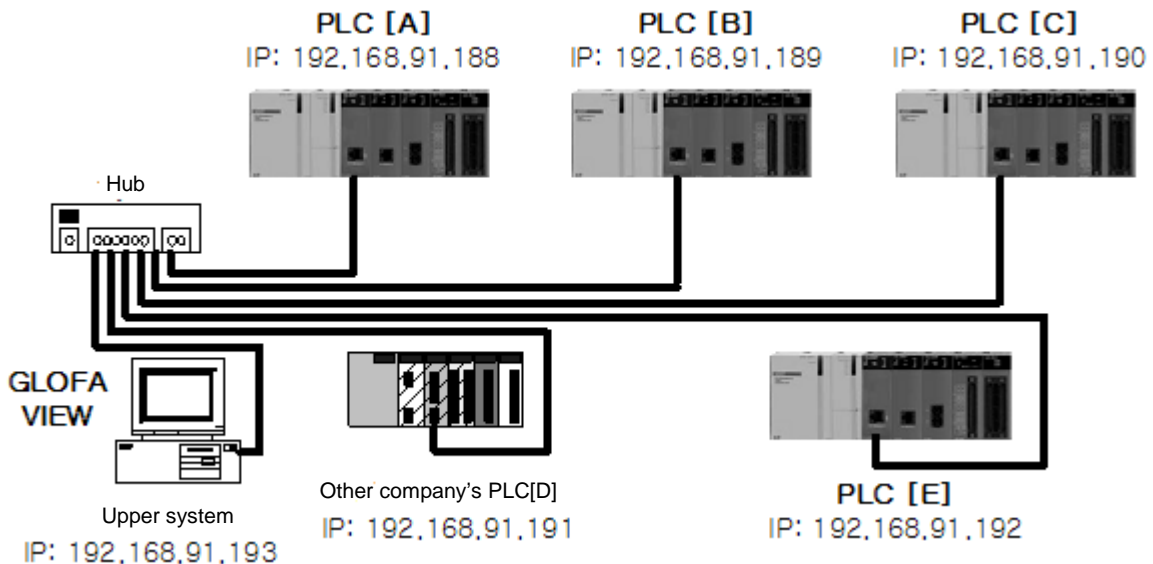 PLC [A]
IP: 192,168,91,188
PLC [B]
IP: 192,168,91,189
PLC [C]
IP: 192,168,91,190
Hub
GLOFA
VIEW
Upper system
IP: 192,168,91,193
Other company's PLC[D]
IP: 192,168,91,191
PLC [E]
IP: 192,168,91,192